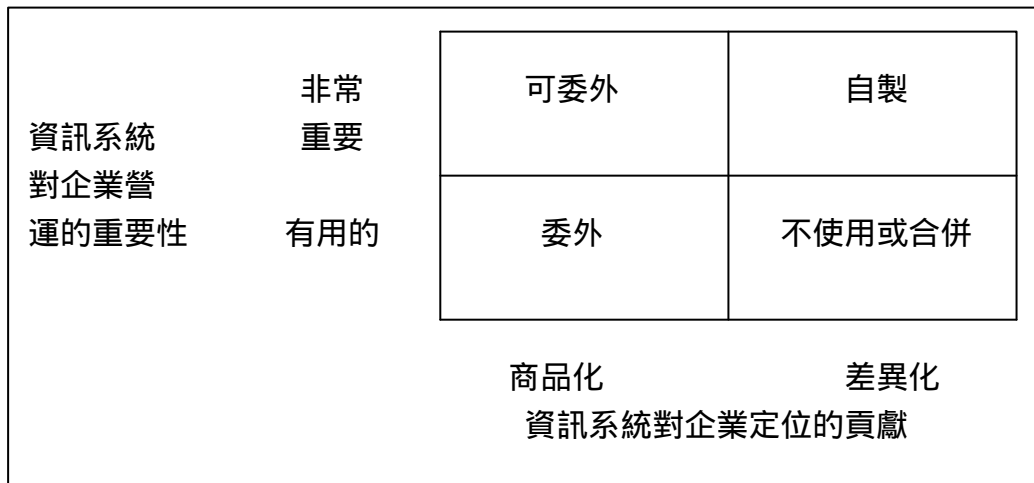 非常 可委外 自製
資訊系統 重要
對企業營
運的重要性 有用的 委外 不使用或合併
商品化 差異化
資訊系統對企業定位的貢獻